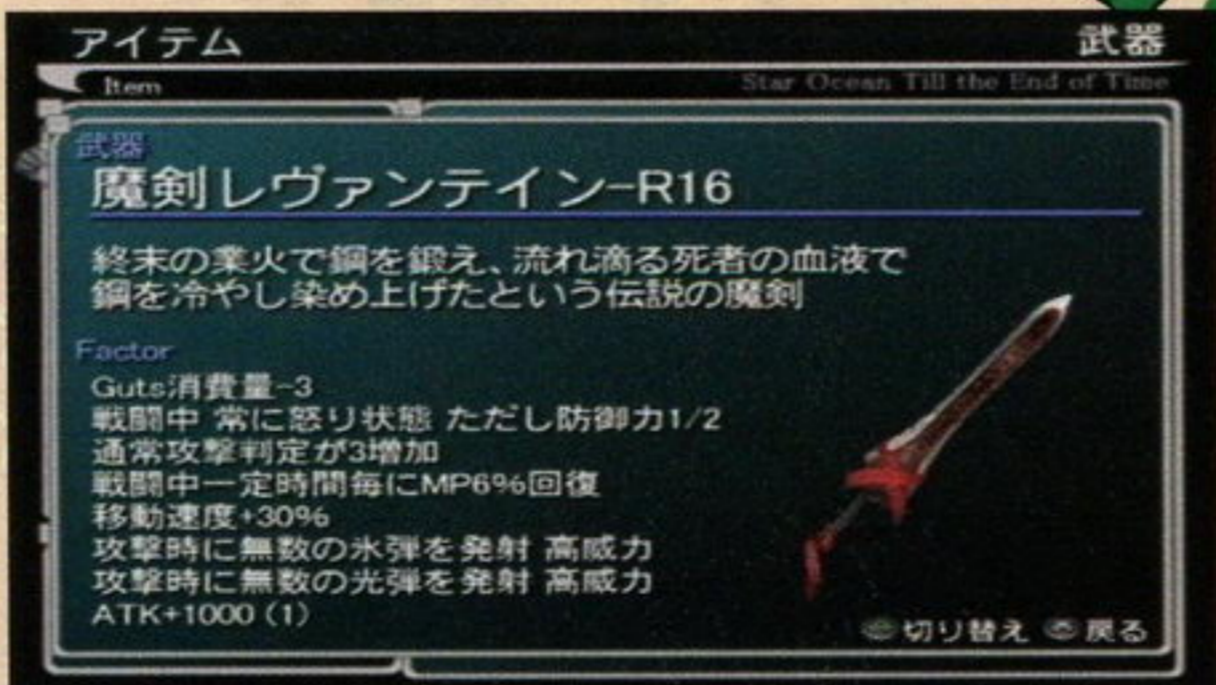 アイテム
武器
Item
Star Ocean Till the End of Time
武器
魔剣レヴァンテイン-R16
終末の業火で鋼を鍛え、流れ滴る死者の血液で
鋼を冷やし染め上げたという伝説の魔剣
Factor
Guts消費量-3
戦闘中 常に怒り状態 ただし防御力1/2
通常攻撃判定が3増加
戦闘中一定時間毎にMP6%回復
移動速度+30%
攻撃時に無数の氷弾を発射 高威力
攻撃時に無数の光弾を発射 高威力
ATK+1000 (1)
切り替え 戻る